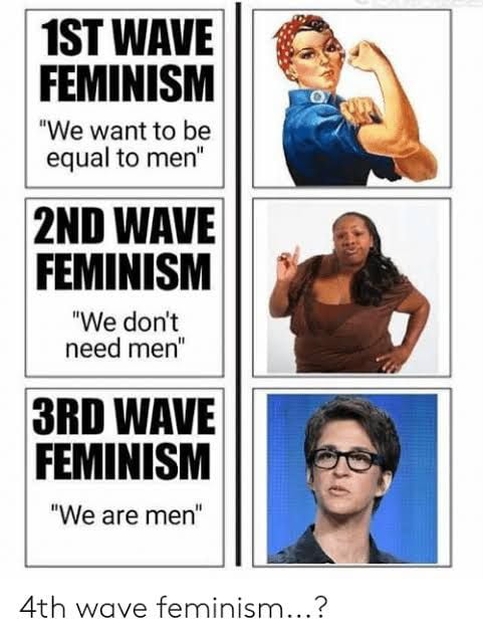 1ST WAVE
FEMINISM
"We want to be
equal to men"
2ND WAVE
FEMINISM
"We don't
need men"
3RD WAVE
FEMINISM
"We are men"
4th wave feminism...?